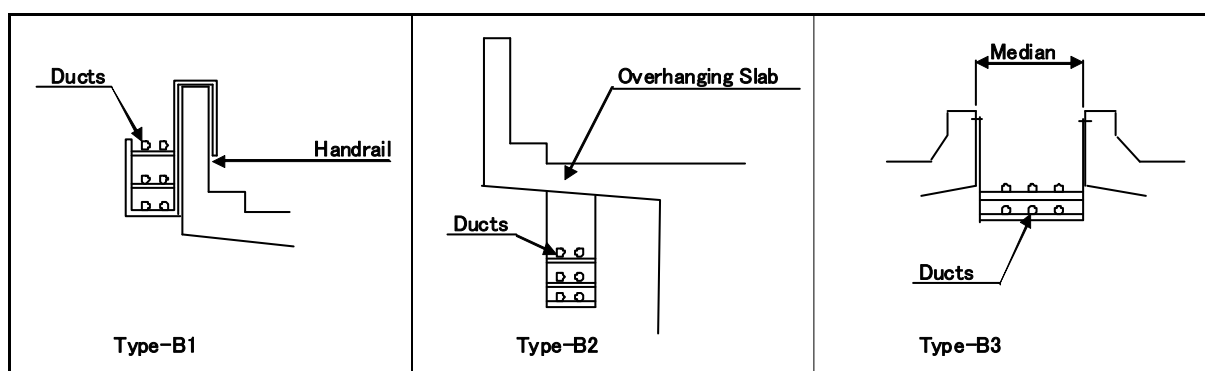 Ducts
Handrail
Type-B1
Overhanging Slab
Ducts
Type-B2
Median
Ducts
Type-B3